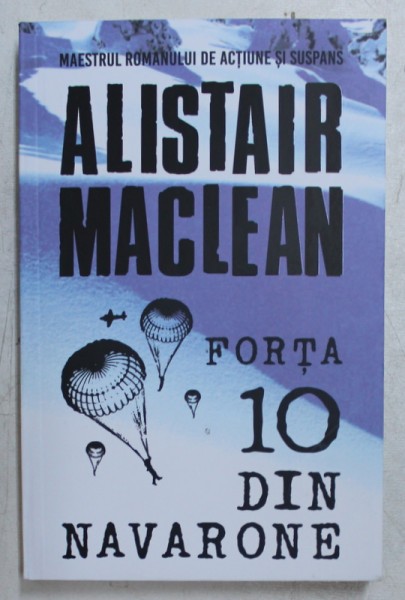 MAESTRUL ROMANULUI DE ACȚIUNE ȘI SUSPANS
ALISTAIR
MACLEAN
FORȚA
10
DIN
NAVARONE